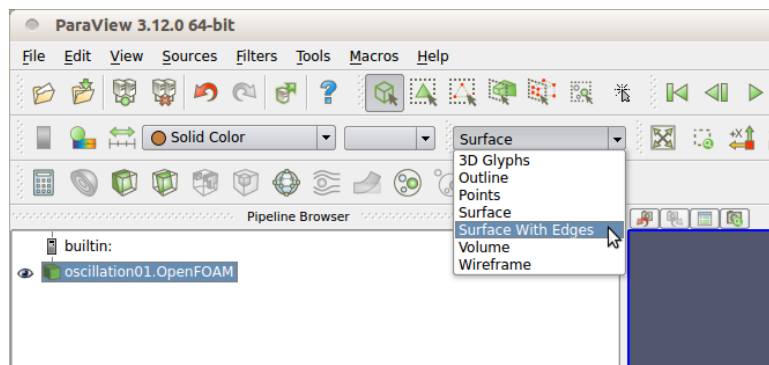 ParaView 3.12.0 64-bit
File Edit View Sources Filters Tools Macros Help
?
Solid Color Surface
+X
3D Glyphs
Outline
Points
Surface
Surface With Edges
Volume
Wireframe
Pipeline Browser
builtin:
oscillation01.OpenFOAM